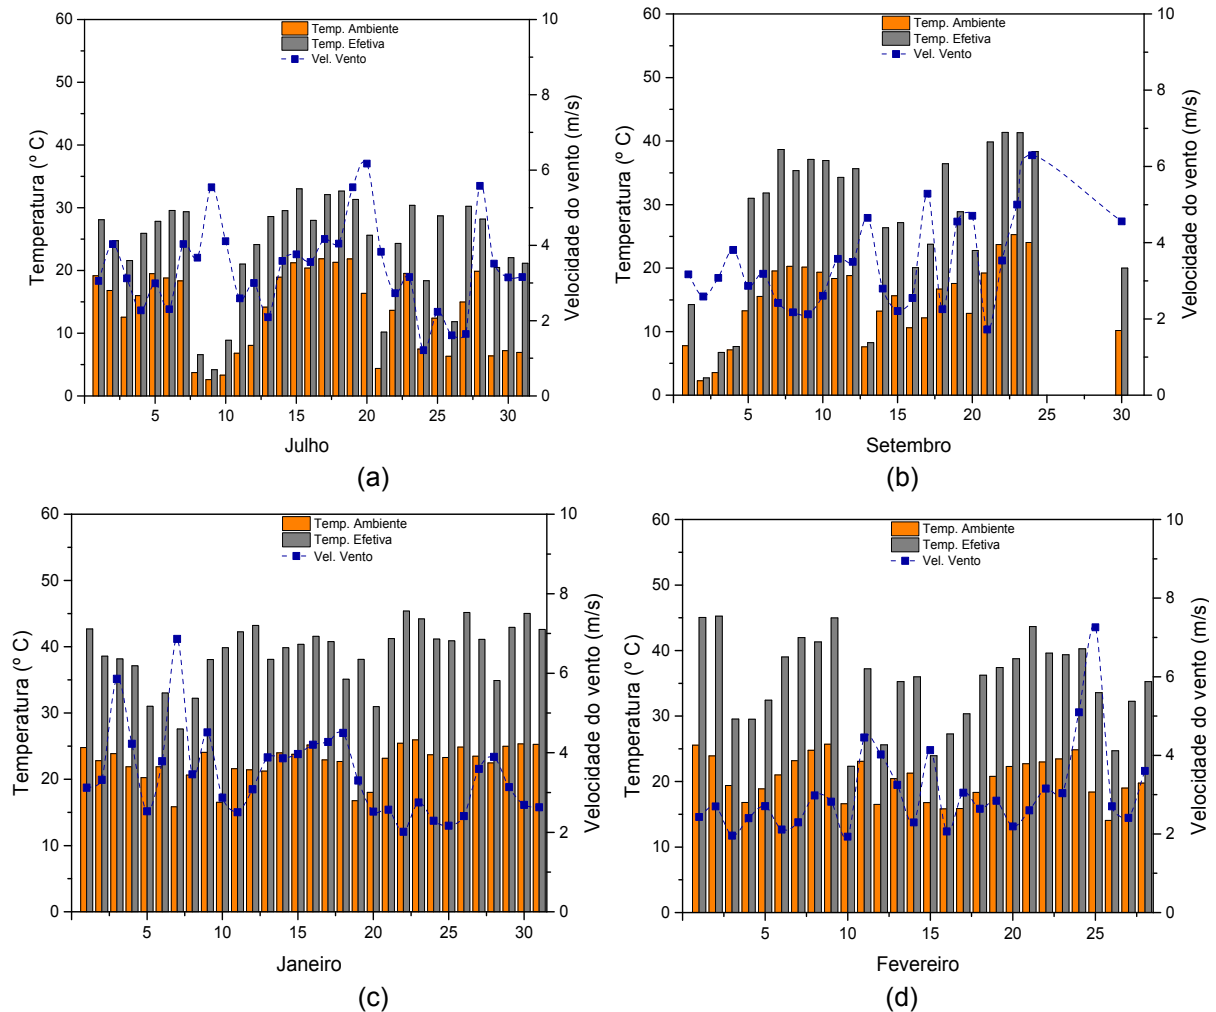 Temp. Ambiente
Temp. Efetiva
Vel. Vento
Temperatura (º C)
60
50
40
30
20
10
0
10
8
6
4
2
0
Velocidade do vento (m/s)
5 10 15 20 25 30
Julho
(a)
Temp. Ambiente
Temp. Efetiva
Vel. Vento
Temperatura (º C)
60
50
40
30
20
10
0
10
8
6
4
2
0
Velocidade do vento (m/s)
5 10 15 20 25 30
Setembro
(b)
Temp. Ambiente
Temp. Efetiva
Vel. Vento
Temperatura (º C)
60
50
40
30
20
10
0
10
8
6
4
2
0
Velocidade do vento (m/s)
5 10 15 20 25 30
Janeiro
(c)
Temp. Ambiente
Temp. Efetiva
Vel. Vento
Temperatura (º C)
60
50
40
30
20
10
0
10
8
6
4
2
0
Velocidade do vento (m/s)
5 10 15 20 25
Fevereiro
(d)